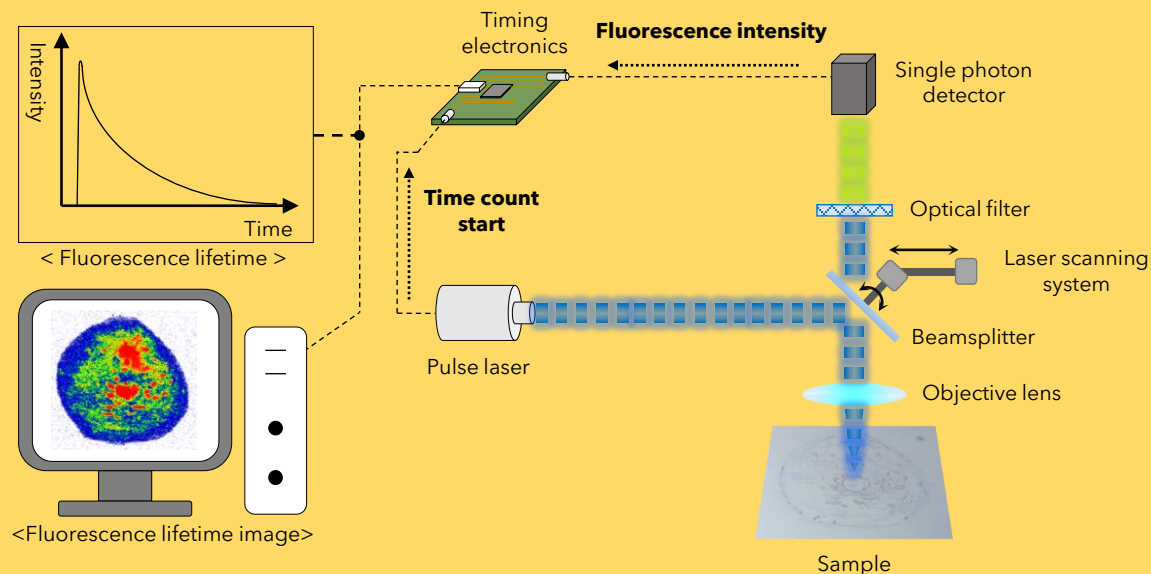 Timing
electronics
Fluorescence intensity
Single photon
detector
Intensity
Time
< Fluorescence lifetime >
Time count
start
Optical filter
Laser scanning
system
Beamsplitter
Pulse laser
Objective lens
<Fluorescence lifetime image>
Sample